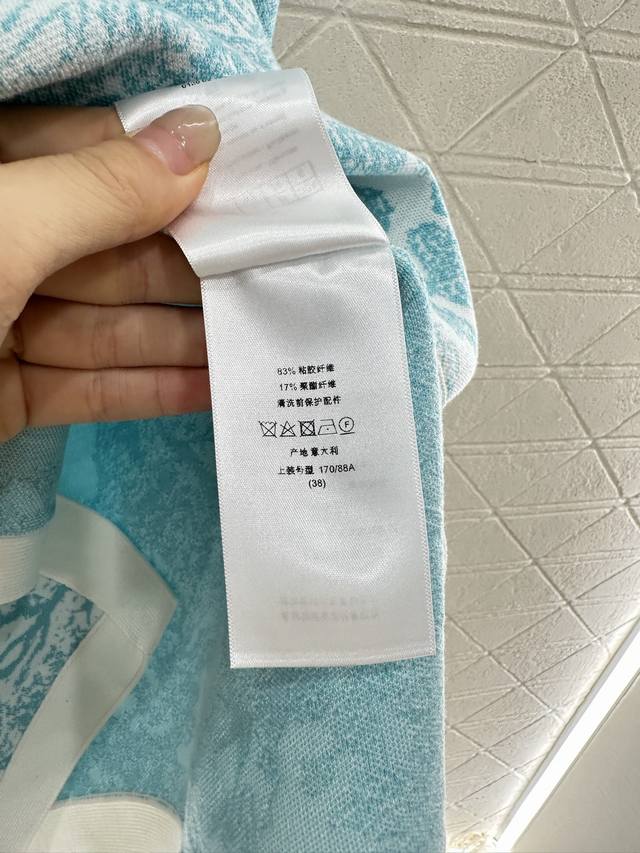 83% 粘胶纤维
17% 聚酯纤维
清洗前保护配件
F
产地意大利
上装号型 170/88A
(38)